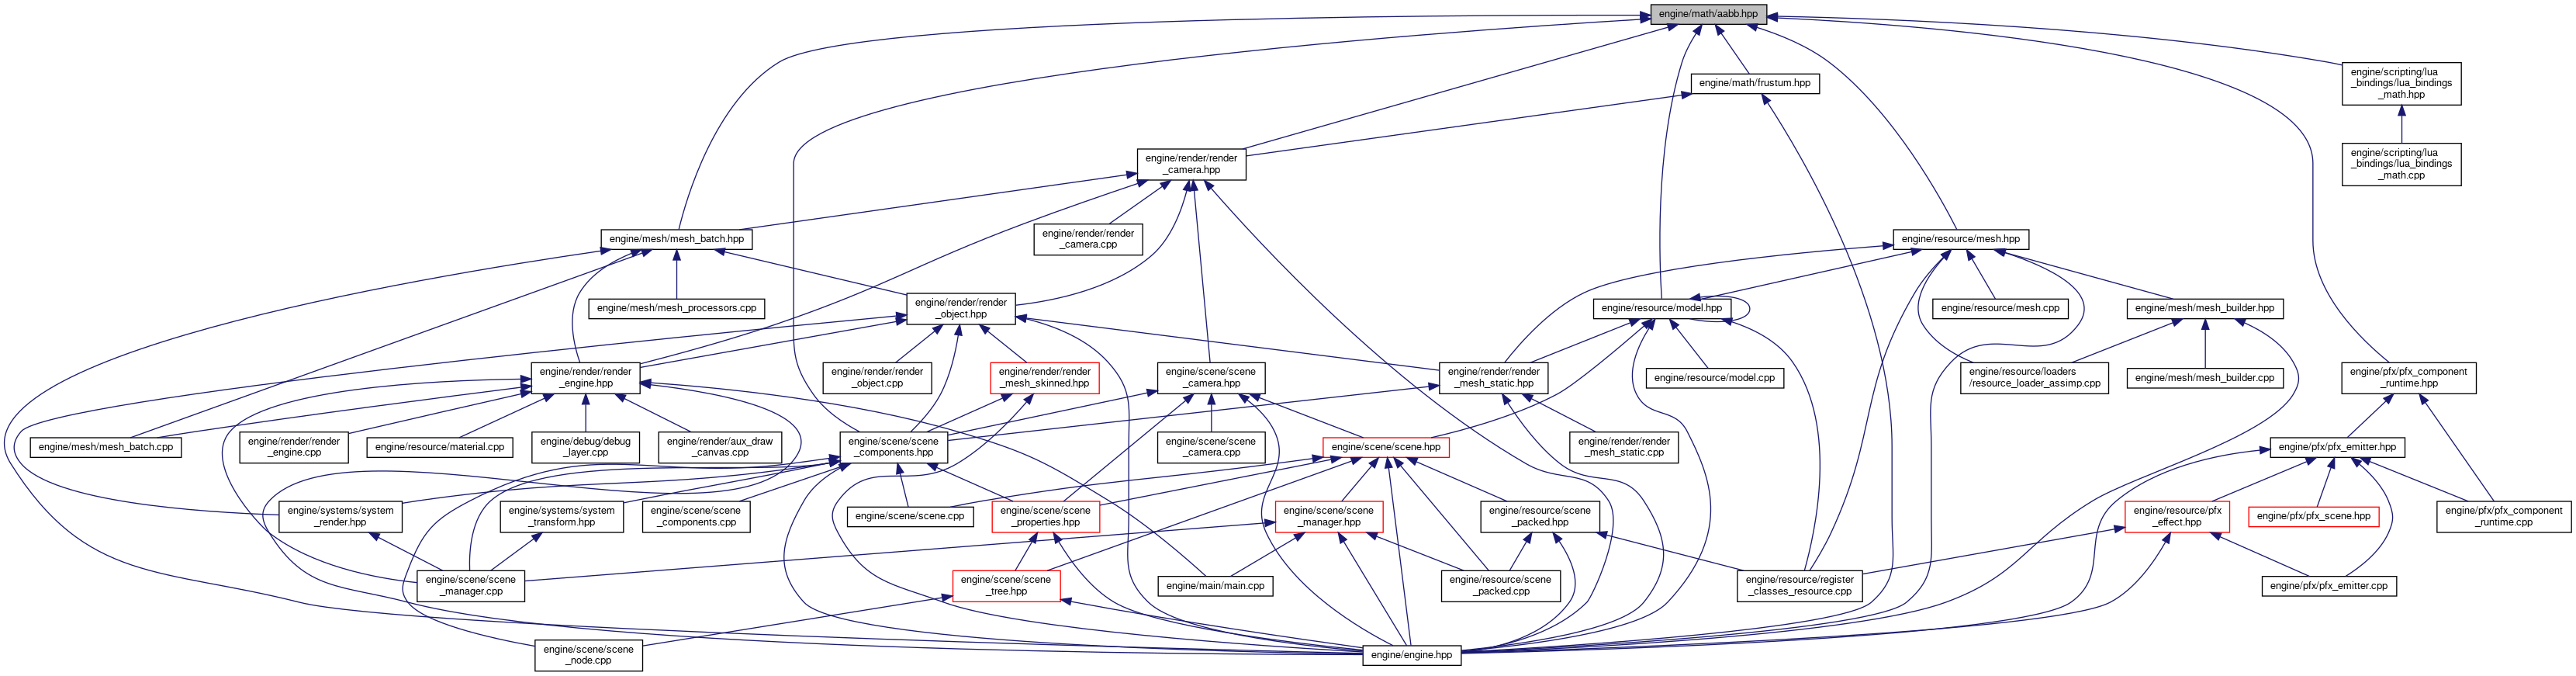 engine/math/aabb.hpp
engine/math/frustum.hpp
engine/scripting/lua
_bindings/lua_bindings
_math.hpp
engine/render/render
_camera.hpp
engine/scripting/lua
_bindings/lua_bindings
_math.cpp
engine/mesh/mesh_batch.hpp
engine/render/render
_camera.cpp
engine/resource/mesh.hpp
engine/mesh/mesh_processors.cpp
engine/render/render
_object.hpp
engine/resource/model.hpp
engine/resource/mesh.cpp
engine/mesh/mesh_builder.hpp
engine/render/render
_engine.hpp
engine/render/render
_object.cpp
engine/render/render
_mesh_skinned.hpp
engine/scene/scene
_camera.hpp
engine/render/render
_mesh_static.hpp
engine/resource/model.cpp
engine/resource/loaders
/resource_loader_assimp.cpp
engine/mesh/mesh_builder.cpp
engine/pfx/pfx_component
_runtime.hpp
engine/mesh/mesh_batch.cpp
engine/render/render
_engine.cpp
engine/resource/material.cpp
engine/debug/debug
_layer.cpp
engine/render/aux_draw
_canvas.cpp
engine/scene/scene
_components.hpp
engine/scene/scene
_camera.cpp
engine/scene/scene.hpp
engine/render/render
_mesh_static.cpp
engine/pfx/pfx_emitter.hpp
engine/systems/system
_render.hpp
engine/systems/system
_transform.hpp
engine/scene/scene
_components.cpp
engine/scene/scene.cpp
engine/scene/scene
_properties.hpp
engine/scene/scene
_manager.hpp
engine/resource/scene
_packed.hpp
engine/resource/pfx
_effect.hpp
engine/pfx/pfx_scene.hpp
engine/pfx/pfx_component
_runtime.cpp
engine/scene/scene
_manager.cpp
engine/scene/scene
_tree.hpp
engine/main/main.cpp
engine/resource/scene
_packed.cpp
engine/resource/register
_classes_resource.cpp
engine/pfx/pfx_emitter.cpp
engine/scene/scene
_node.cpp
engine/engine.hpp